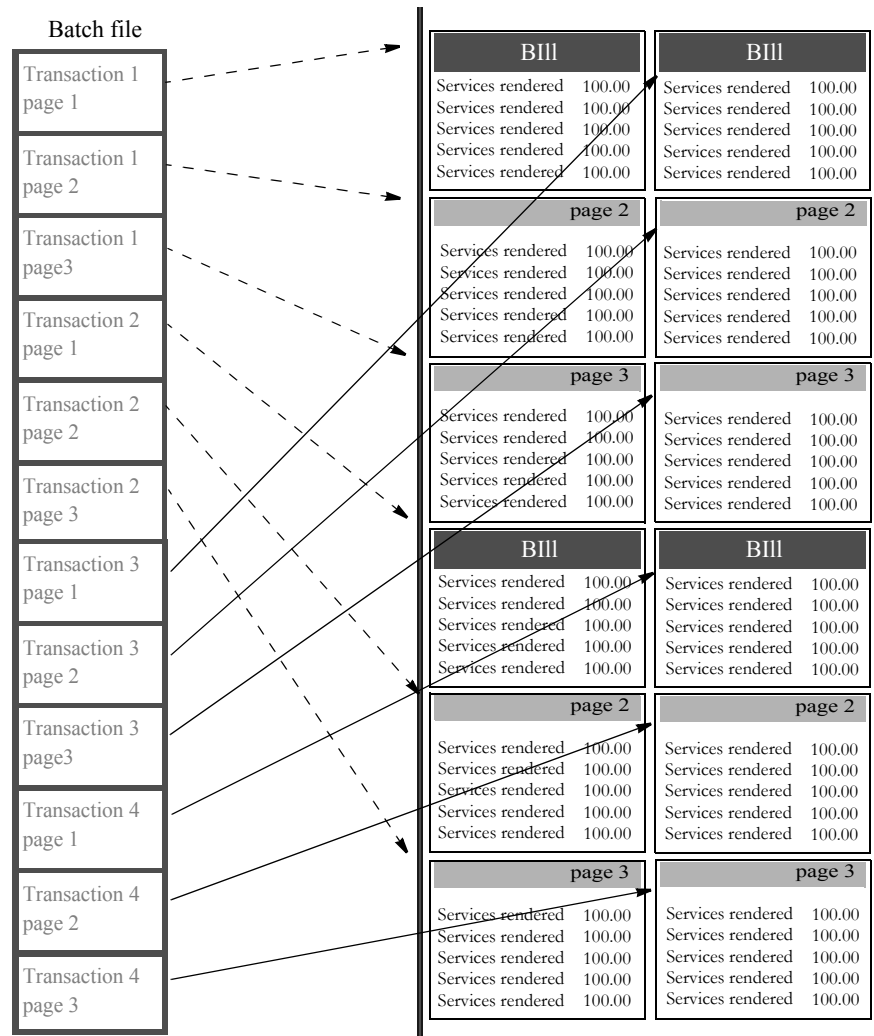 Batch file
Transaction 1
page 1
Transaction 1
page 2
Transaction 1
page3
Transaction 2
page 1
Transaction 2
page 2
Transaction 2
page 3
Transaction 3
page 1
Transaction 3
page 2
Transaction 3
page3
Transaction 4
page 1
Transaction 4
page 2
Transaction 4
page 3
BIll
Services rendered 100.00
Services rendered 100.00
Services rendered 100.00
Services rendered 100.00
Services rendered 100.00
page 2
Services rendered 100.00
Services rendered 100.00
Services rendered 100.00
Services rendered 100.00
Services rendered 100.00
page 3
Services rendered 100.00
Services rendered 100.00
Services rendered 100.00
Services rendered 100.00
Services rendered 100.00
BIll
Services rendered 100.00
Services rendered 100.00
Services rendered 100.00
Services rendered 100.00
Services rendered 100.00
page 2
Services rendered 100.00
Services rendered 100.00
Services rendered 100.00
Services rendered 100.00
Services rendered 100.00
page 3
Services rendered 100.00
Services rendered 100.00
Services rendered 100.00
Services rendered 100.00
Services rendered 100.00
BIll
Services rendered 100.00
Services rendered 100.00
Services rendered 100.00
Services rendered 100.00
Services rendered 100.00
page 2
Services rendered 100.00
Services rendered 100.00
Services rendered 100.00
Services rendered 100.00
Services rendered 100.00
page 3
Services rendered 100.00
Services rendered 100.00
Services rendered 100.00
Services rendered 100.00
Services rendered 100.00
BIll
Services rendered 100.00
Services rendered 100.00
Services rendered 100.00
Services rendered 100.00
Services rendered 100.00
page 2
Services rendered 100.00
Services rendered 100.00
Services rendered 100.00
Services rendered 100.00
Services rendered 100.00
page 3
Services rendered 100.00
Services rendered 100.00
Services rendered 100.00
Services rendered 100.00
Services rendered 100.00